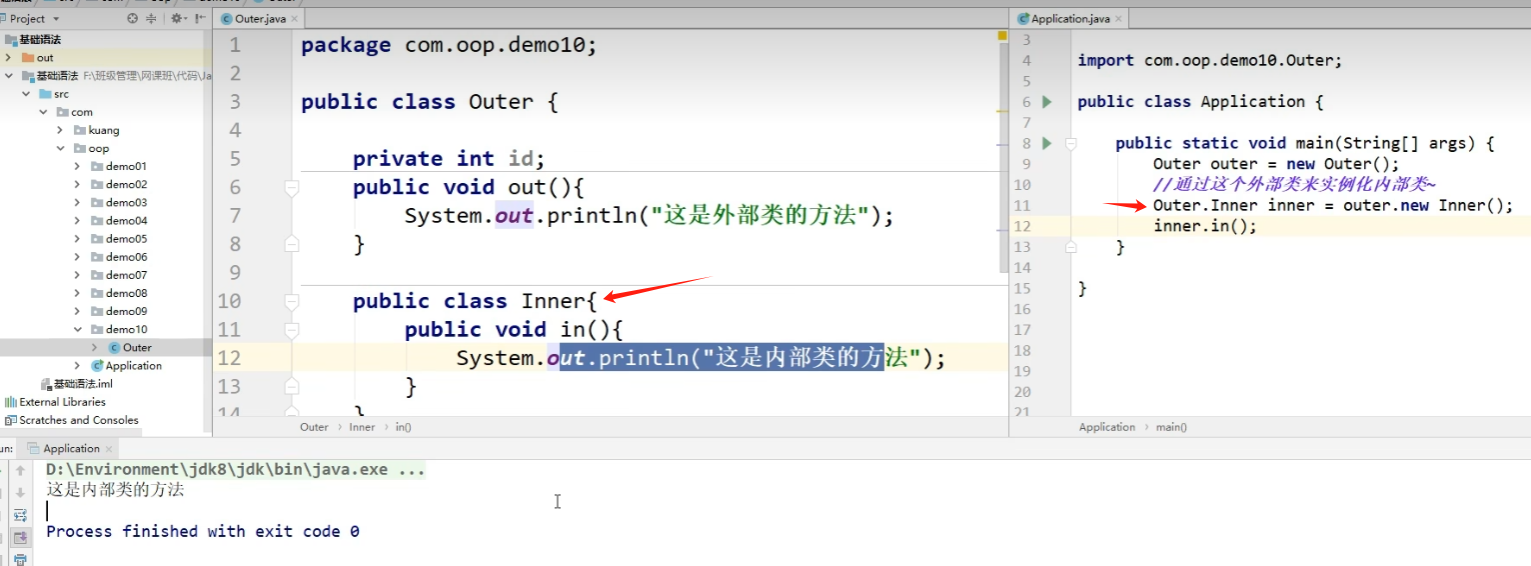 Project
基础语法
out
基础语法 F:\班级管理\网课班\代码\Ja
src
com
kuang
oop
demo01
demo02
demo03
demo04
demo05
demo06
demo07
demo08
demo09
demo10
Outer
Application
基础语法.iml
External Libraries
Scratches and Consoles
Outer.java
1 package com.oop.demo10;
2
3 public class Outer {
4
5 private int id;
6 public void out(){
7 System.out.println("这是外部类的方法");
8 }
9
10 public class Inner{
11 public void in(){
12 System.out.println("这是内部类的方法");
13 }
14 }
Outer › Inner › in()
Application.java
3
4 import com.oop.demo10.Outer;
5
6 public class Application {
7
8 public static void main(String[] args) {
9 Outer outer = new Outer();
10 //通过这个外部类来实例化内部类~
11 Outer.Inner inner = outer.new Inner();
12 inner.in();
13 }
14
15 }
16
17
18
19
20
21
Application › main()
un: Application
D:\Environment\jdk8\jdk\bin\java.exe ...
这是内部类的方法
Process finished with exit code 0